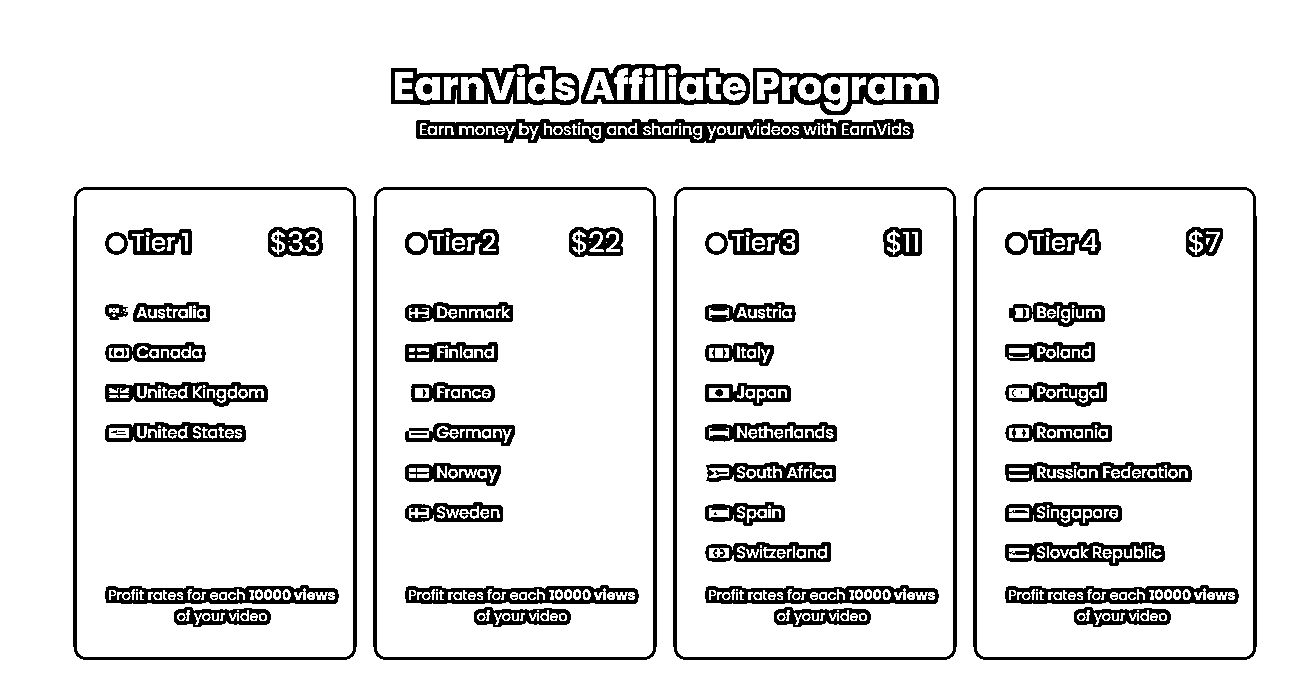 EarnVids Affiliate Program
Earn money by hosting and sharing your videos with EarnVids
Tier 1 $33
Australia
Canada
United Kingdom
United States
Profit rates for each 10000 views
of your video
Tier 2 $22
Denmark
Finland
France
Germany
Norway
Sweden
Profit rates for each 10000 views
of your video
Tier 3 $11
Austria
Italy
Japan
Netherlands
South Africa
Spain
Switzerland
Profit rates for each 10000 views
of your video
Tier 4 $7
Belgium
Poland
Portugal
Romania
Russian Federation
Singapore
Slovak Republic
Profit rates for each 10000 views
of your video